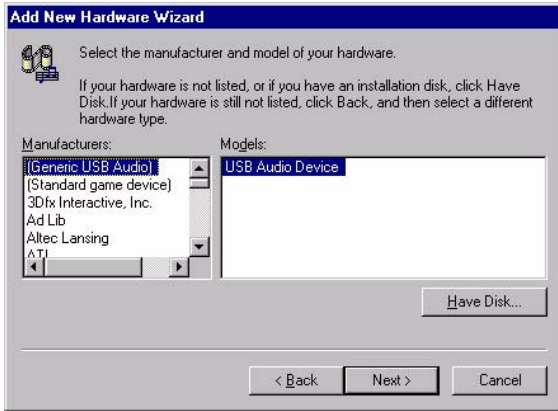 Add New Hardware Wizard
Select the manufacturer and model of your hardware.
If your hardware is not listed, or if you have an installation disk, click Have
Disk.If your hardware is still not listed, click Back, and then select a different
hardware type.
Manufacturers:
(Generic USB Audio)
(Standard game device)
3Dfx Interactive, Inc.
Ad Lib
Altec Lansing
ATI
Models:
USB Audio Device
Have Disk...
< Back
Next >
Cancel